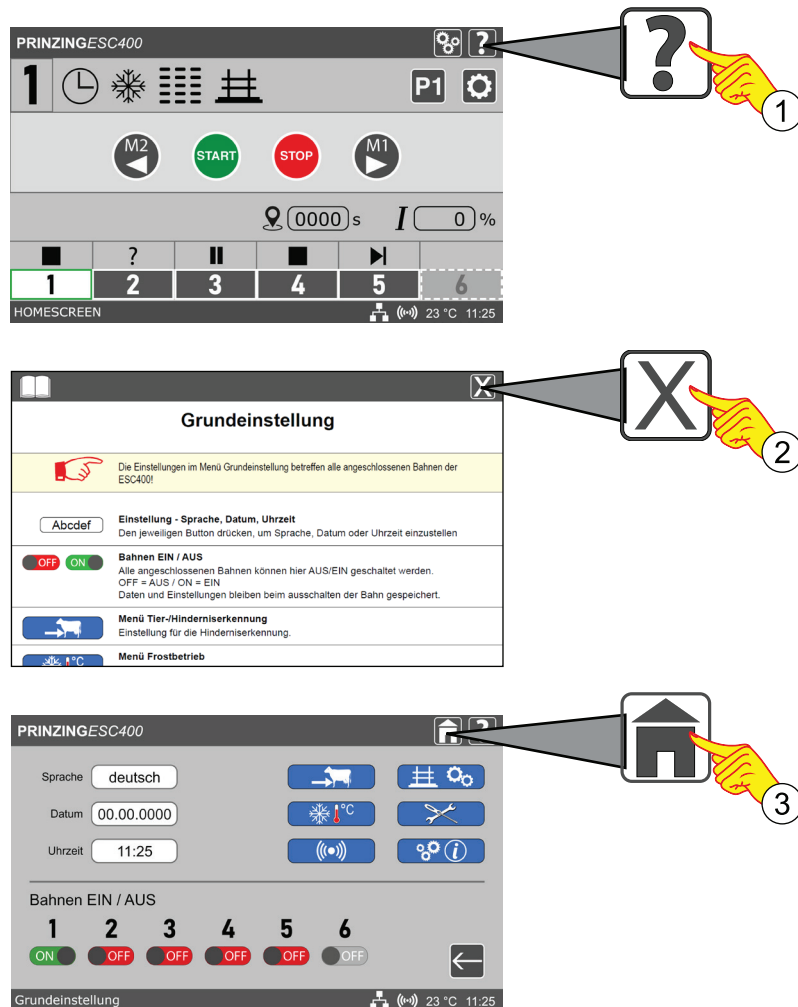 PRINZINGESC400
?
?
1
1
P1
M2
START
STOP
M1
0000 s
I 0 %
?
1 2 3 4 5 6
HOMESCREEN
23 °C 11:25
X
X
2
Grundeinstellung
Die Einstellungen im Menü Grundeinstellung betreffen alle angeschlossenen Bahnen der
ESC400!
Abcdef
Einstellung - Sprache, Datum, Uhrzeit
Den jeweiligen Button drücken, um Sprache, Datum oder Uhrzeit einzustellen
OFF ON
Bahnen EIN / AUS
Alle angeschlossenen Bahnen können hier AUS/EIN geschaltet werden.
OFF = AUS / ON = EIN
Daten und Einstellungen bleiben beim ausschalten der Bahn gespeichert.
Menü Tier-/Hinderniserkennung
Einstellung für die Hinderniserkennung.
°C
Menü Frostbetrieb
PRINZINGESC400
?
3
Sprache deutsch
Datum 00.00.0000
°C
Uhrzeit 11:25
i
Bahnen EIN / AUS
1 2 3 4 5 6
ON OFF OFF OFF OFF OFF
Grundeinstellung
23 °C 11:25